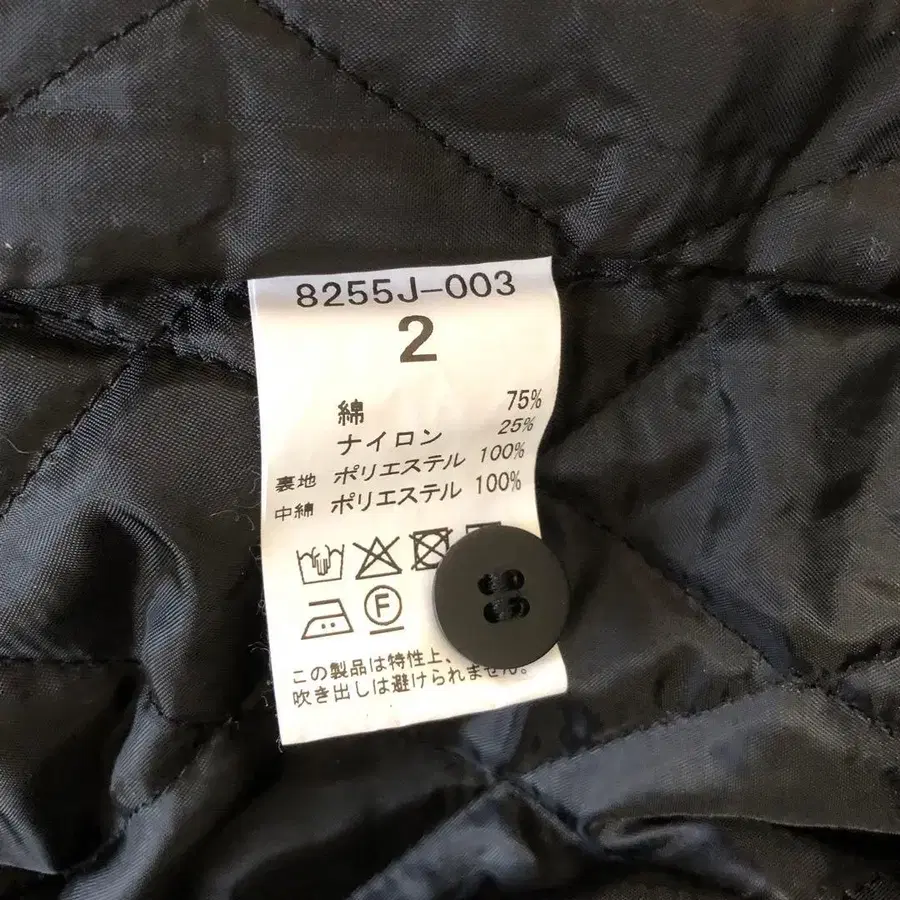 8255J-003
2
綿 75%
ナイロン 25%
裏地 ポリエステル 100%
中綿 ポリエステル 100%
F
この製品は特性上、
吹き出しは避けられません。